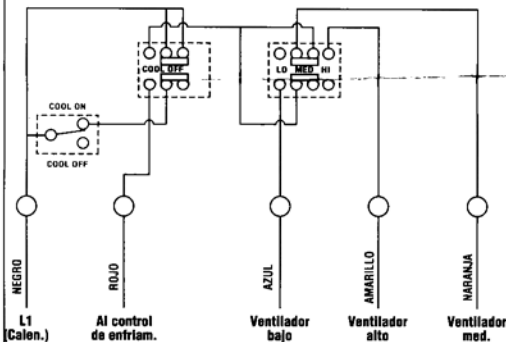 COOL OFF
LO MED HI
COOL ON
COOL OFF
NEGRO
ROJO
AZUL
AMARILLO
NARANJA
L1
(Calen.)
Al control
de enfriam.
Ventilador
bajo
Ventilador
alto
Ventilador
med.